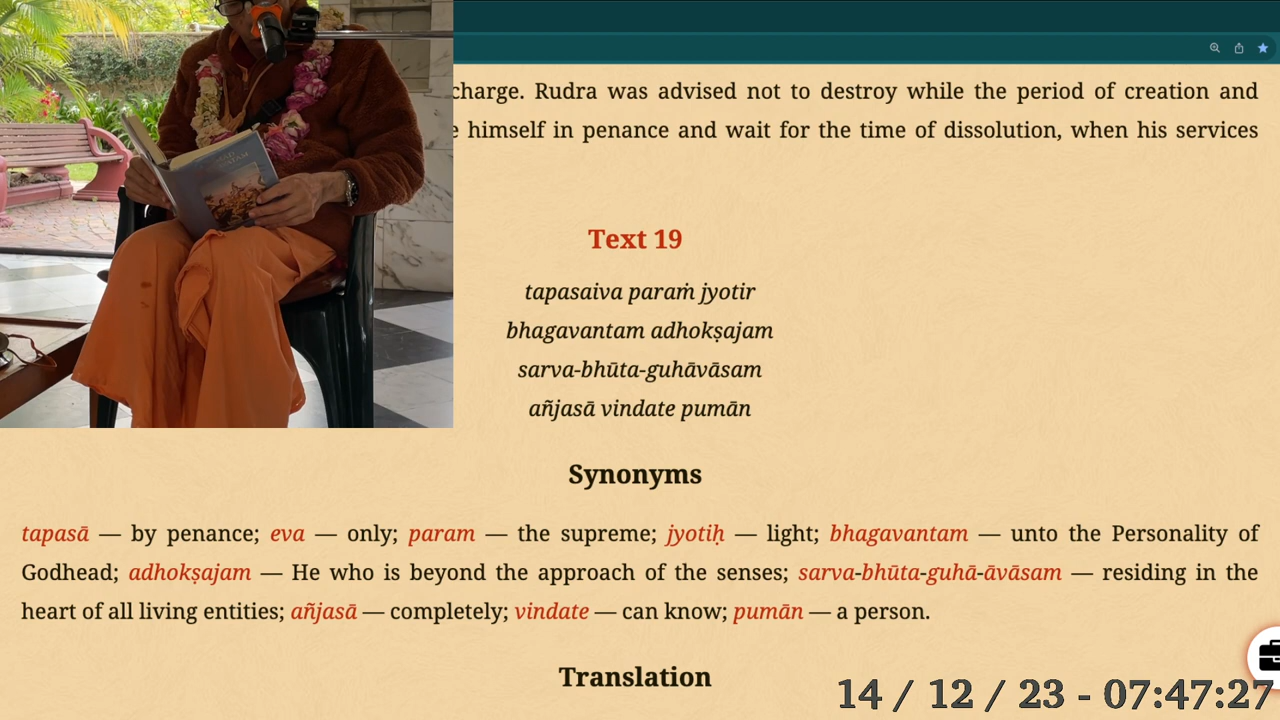 charge. Rudra was advised not to destroy while the period of creation and
himself in penance and wait for the time of dissolution, when his services
Text 19
tapasaiva paraṁ jyotir
bhagavantam adhokṣajam
sarva-bhūta-guhāvāsam
añjasā vindate pumān
Synonyms
tapasā — by penance; eva — only; param — the supreme; jyotiḥ — light; bhagavantam — unto the Personality of
Godhead; adhokṣajam — He who is beyond the approach of the senses; sarva-bhūta-guhā-āvāsam — residing in the
heart of all living entities; añjasā — completely; vindate — can know; pumān — a person.
Translation
14 / 12 / 23 - 07:47:27